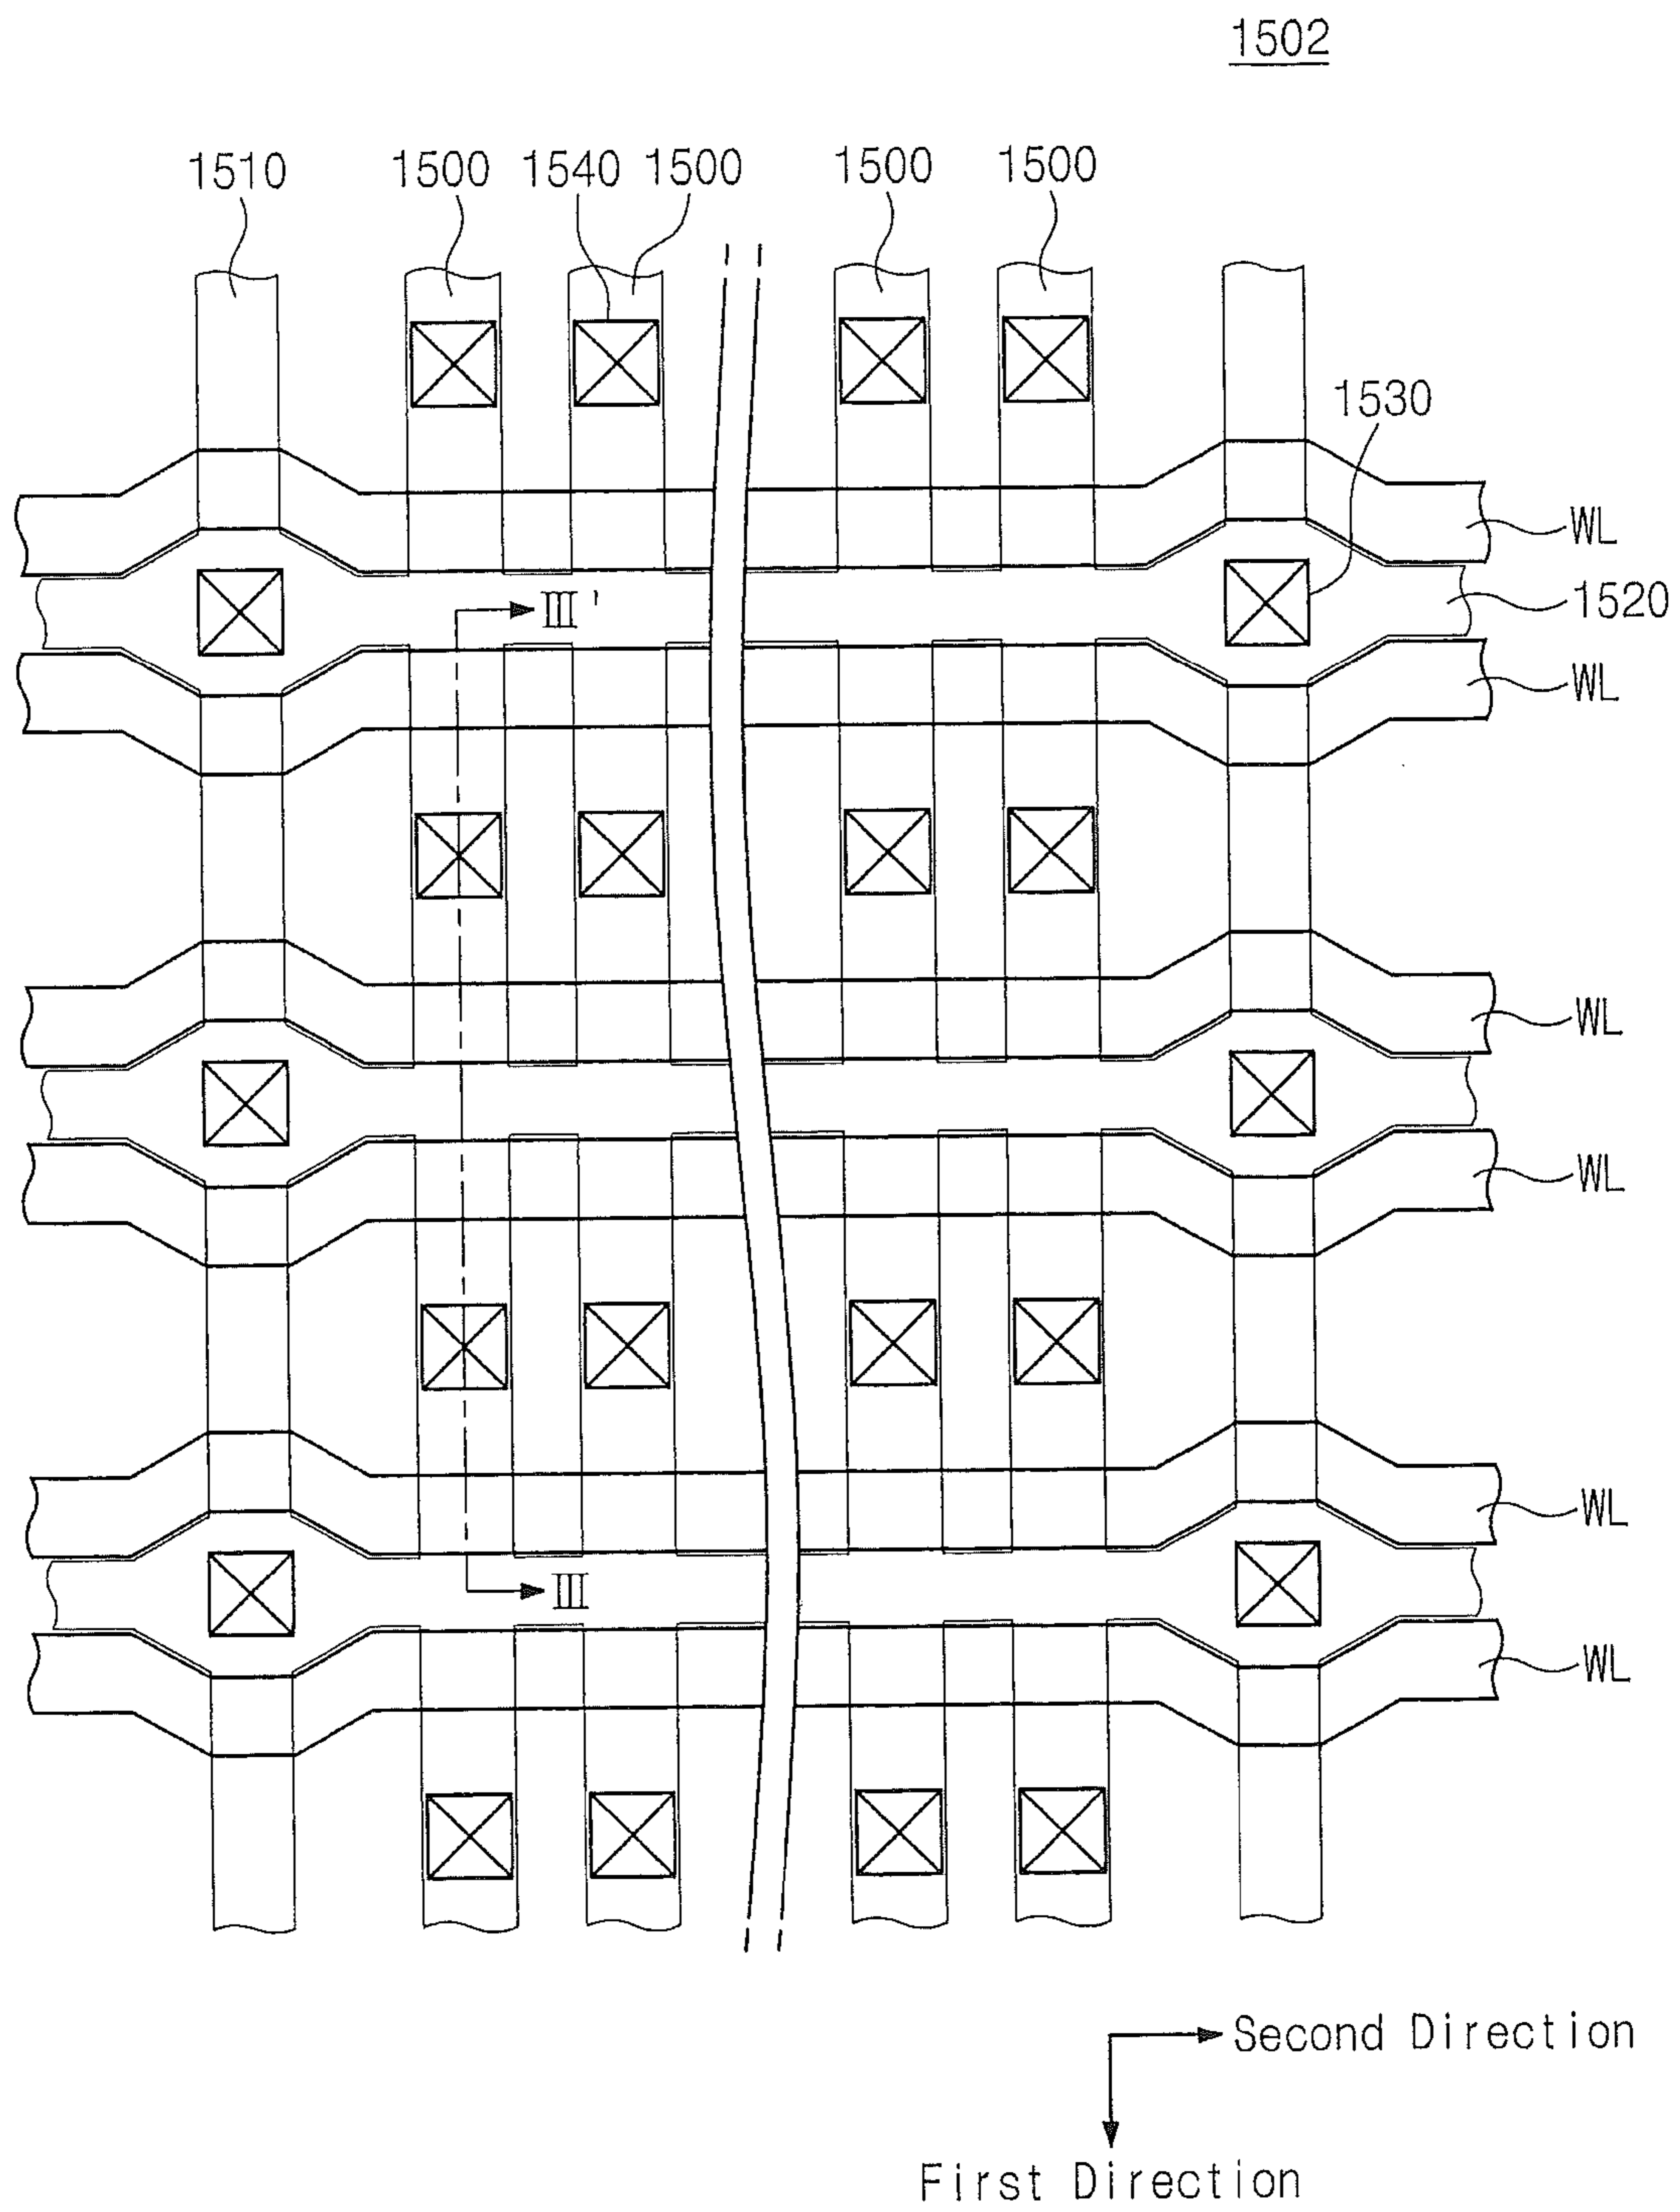 1502
1510 1500 1540 1500 1500 1500
1530
WL
1520
III'
WL
WL
WL
WL
III
WL
Second Direction
First Direction